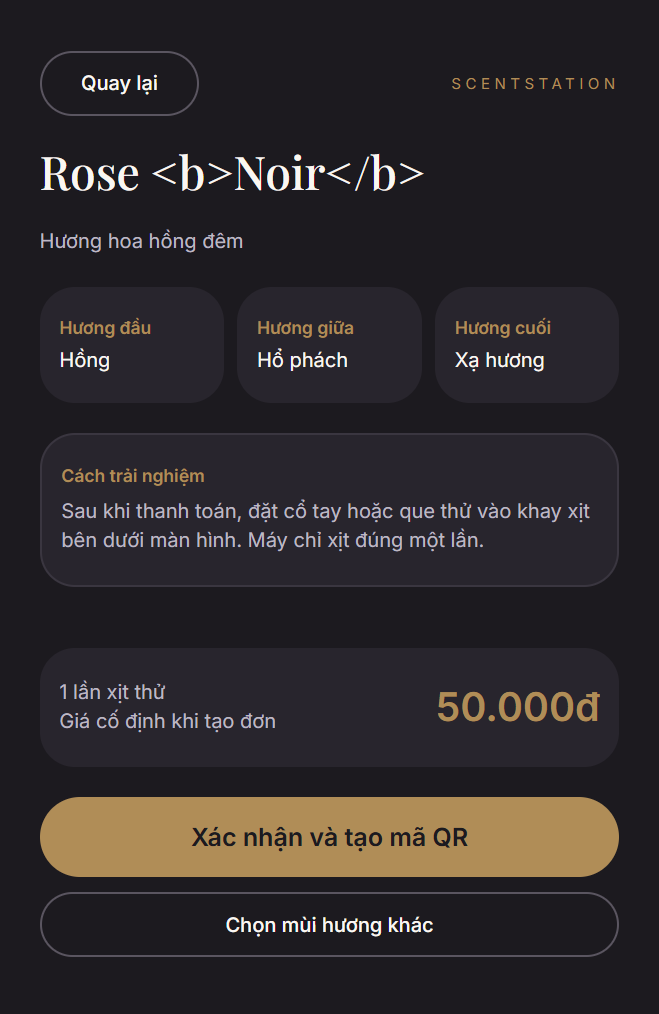 Quay lại
SCENTSTATION
Rose <b>Noir</b>
Hương hoa hồng đêm
Hương đầu
Hồng
Hương giữa
Hổ phách
Hương cuối
Xạ hương
Cách trải nghiệm
Sau khi thanh toán, đặt cổ tay hoặc que thử vào khay xịt
bên dưới màn hình. Máy chỉ xịt đúng một lần.
1 lần xịt thử
Giá cố định khi tạo đơn
50.000đ
Xác nhận và tạo mã QR
Chọn mùi hương khác